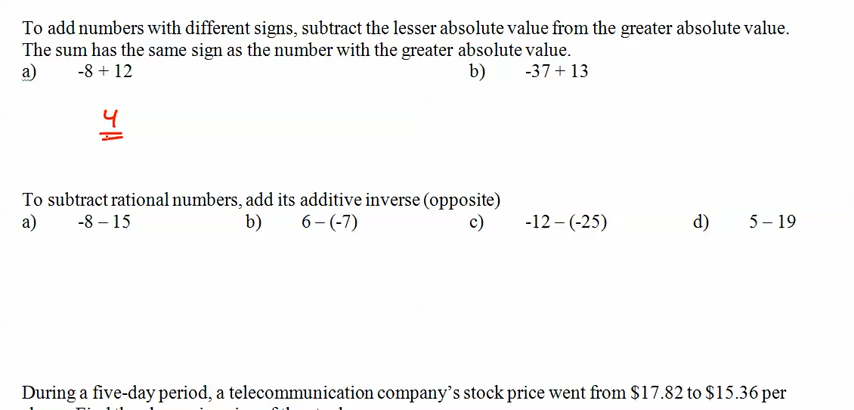 To add numbers with different signs, subtract the lesser absolute value from the greater absolute value.
The sum has the same sign as the number with the greater absolute value.
a) -8 + 12 b) -37 + 13
4
To subtract rational numbers, add its additive inverse (opposite)
a) -8 – 15 b) 6 – (-7) c) -12 – (-25) d) 5 – 19
During a five-day period, a telecommunication company’s stock price went from $17.82 to $15.36 per